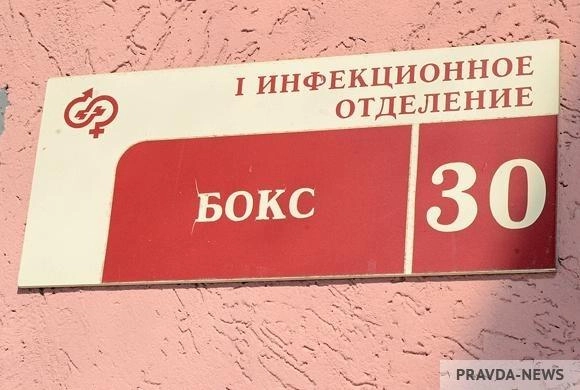 I ИНФЕКЦИОННОЕ
ОТДЕЛЕНИЕ
БОКС
30
PRAVDA-NEWS